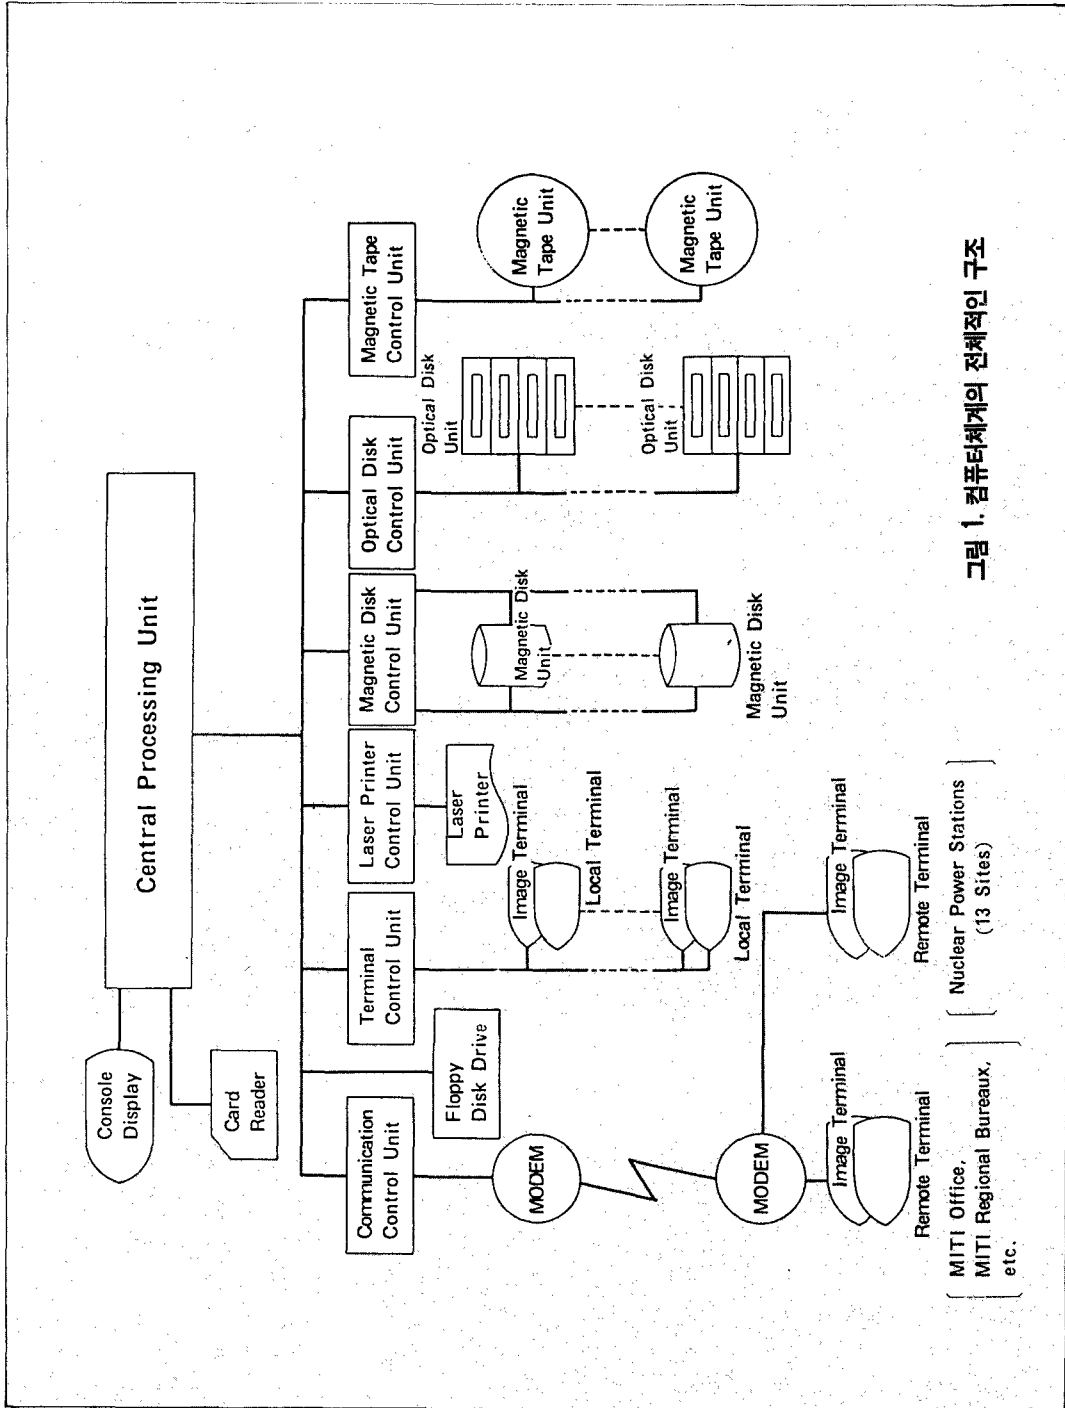 Central Processing Unit
Console
Display
Card
Reader
Communication
Control Unit
Floppy
Disk Drive
Terminal
Control Unit
Laser Printer
Control Unit
Magnetic Disk
Control Unit
Optical Disk
Control Unit
Magnetic Tape
Control Unit
MODEM
Image Terminal
Local Terminal
Laser
Printer
Magnetic Disk
Unit
Optical Disk
Unit
Magnetic
Tape Unit
MODEM
Image Terminal
Local Terminal
Magnetic Disk
Unit
Optical Disk
Unit
Magnetic
Tape Unit
Image Terminal
Remote Terminal
MITI Office,
MITI Regional Bureaux,
etc.
Image Terminal
Remote Terminal
Nuclear Power Stations
(13 Sites)
그림 1. 컴퓨터체계의 전체적인 구조